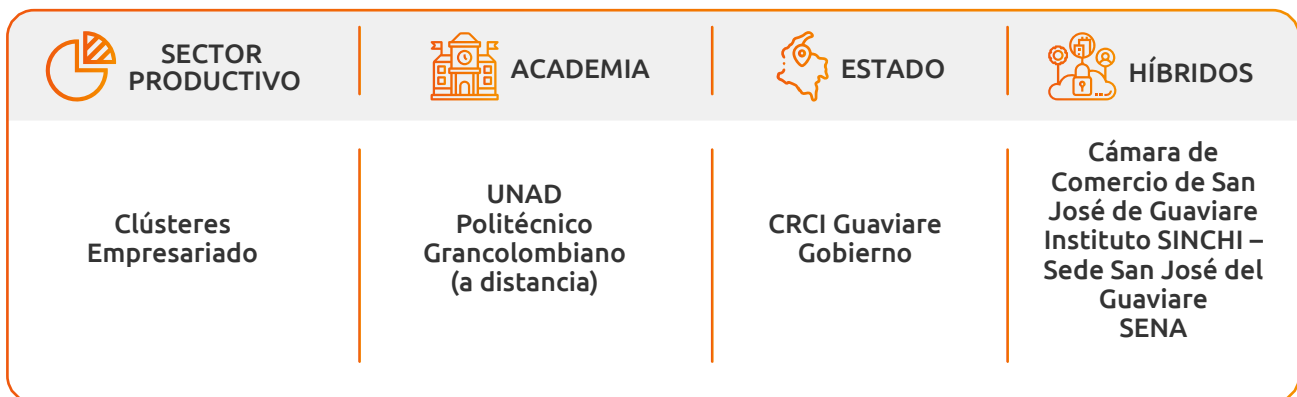 SECTOR
PRODUCTIVO
ACADEMIA
ESTADO
HÍBRIDOS
Clústeres
Empresariado
UNAD
Politécnico
Grancolombiano
(a distancia)
CRCI Guaviare
Gobierno
Cámara de
Comercio de San
José de Guaviare
Instituto SINCHI –
Sede San José del
Guaviare
SENA